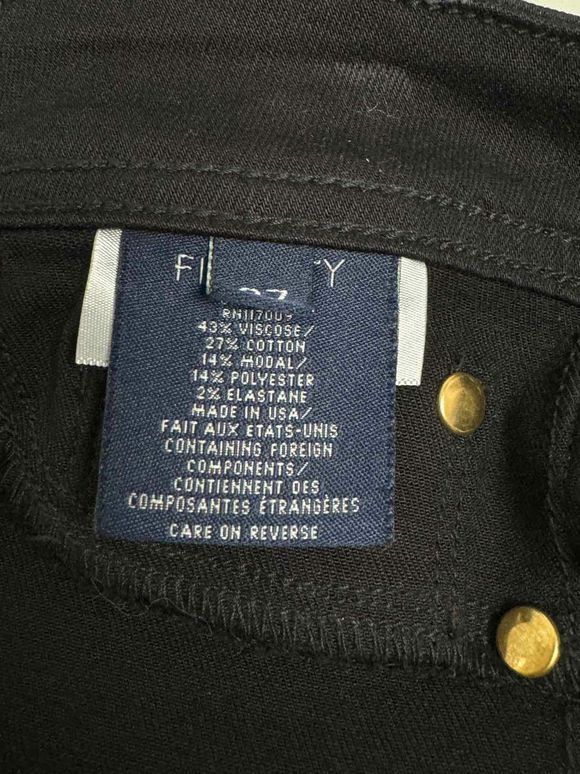 RN117009
43% VISCOSE/
27% COTTON
14% MODAL/
14% POLYESTER
2% ELASTANE
MADE IN USA/
FAIT AUX ETATS-UNIS
CONTAINING FOREIGN
COMPONENTS/
CONTIENNENT DES
COMPOSANTES ÉTRANGÈRES
CARE ON REVERSE